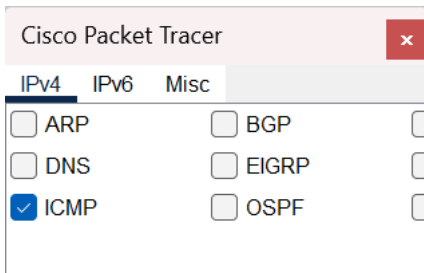 Cisco Packet Tracer
IPv4 IPv6 Misc
ARP BGP
DNS EIGRP
ICMP OSPF